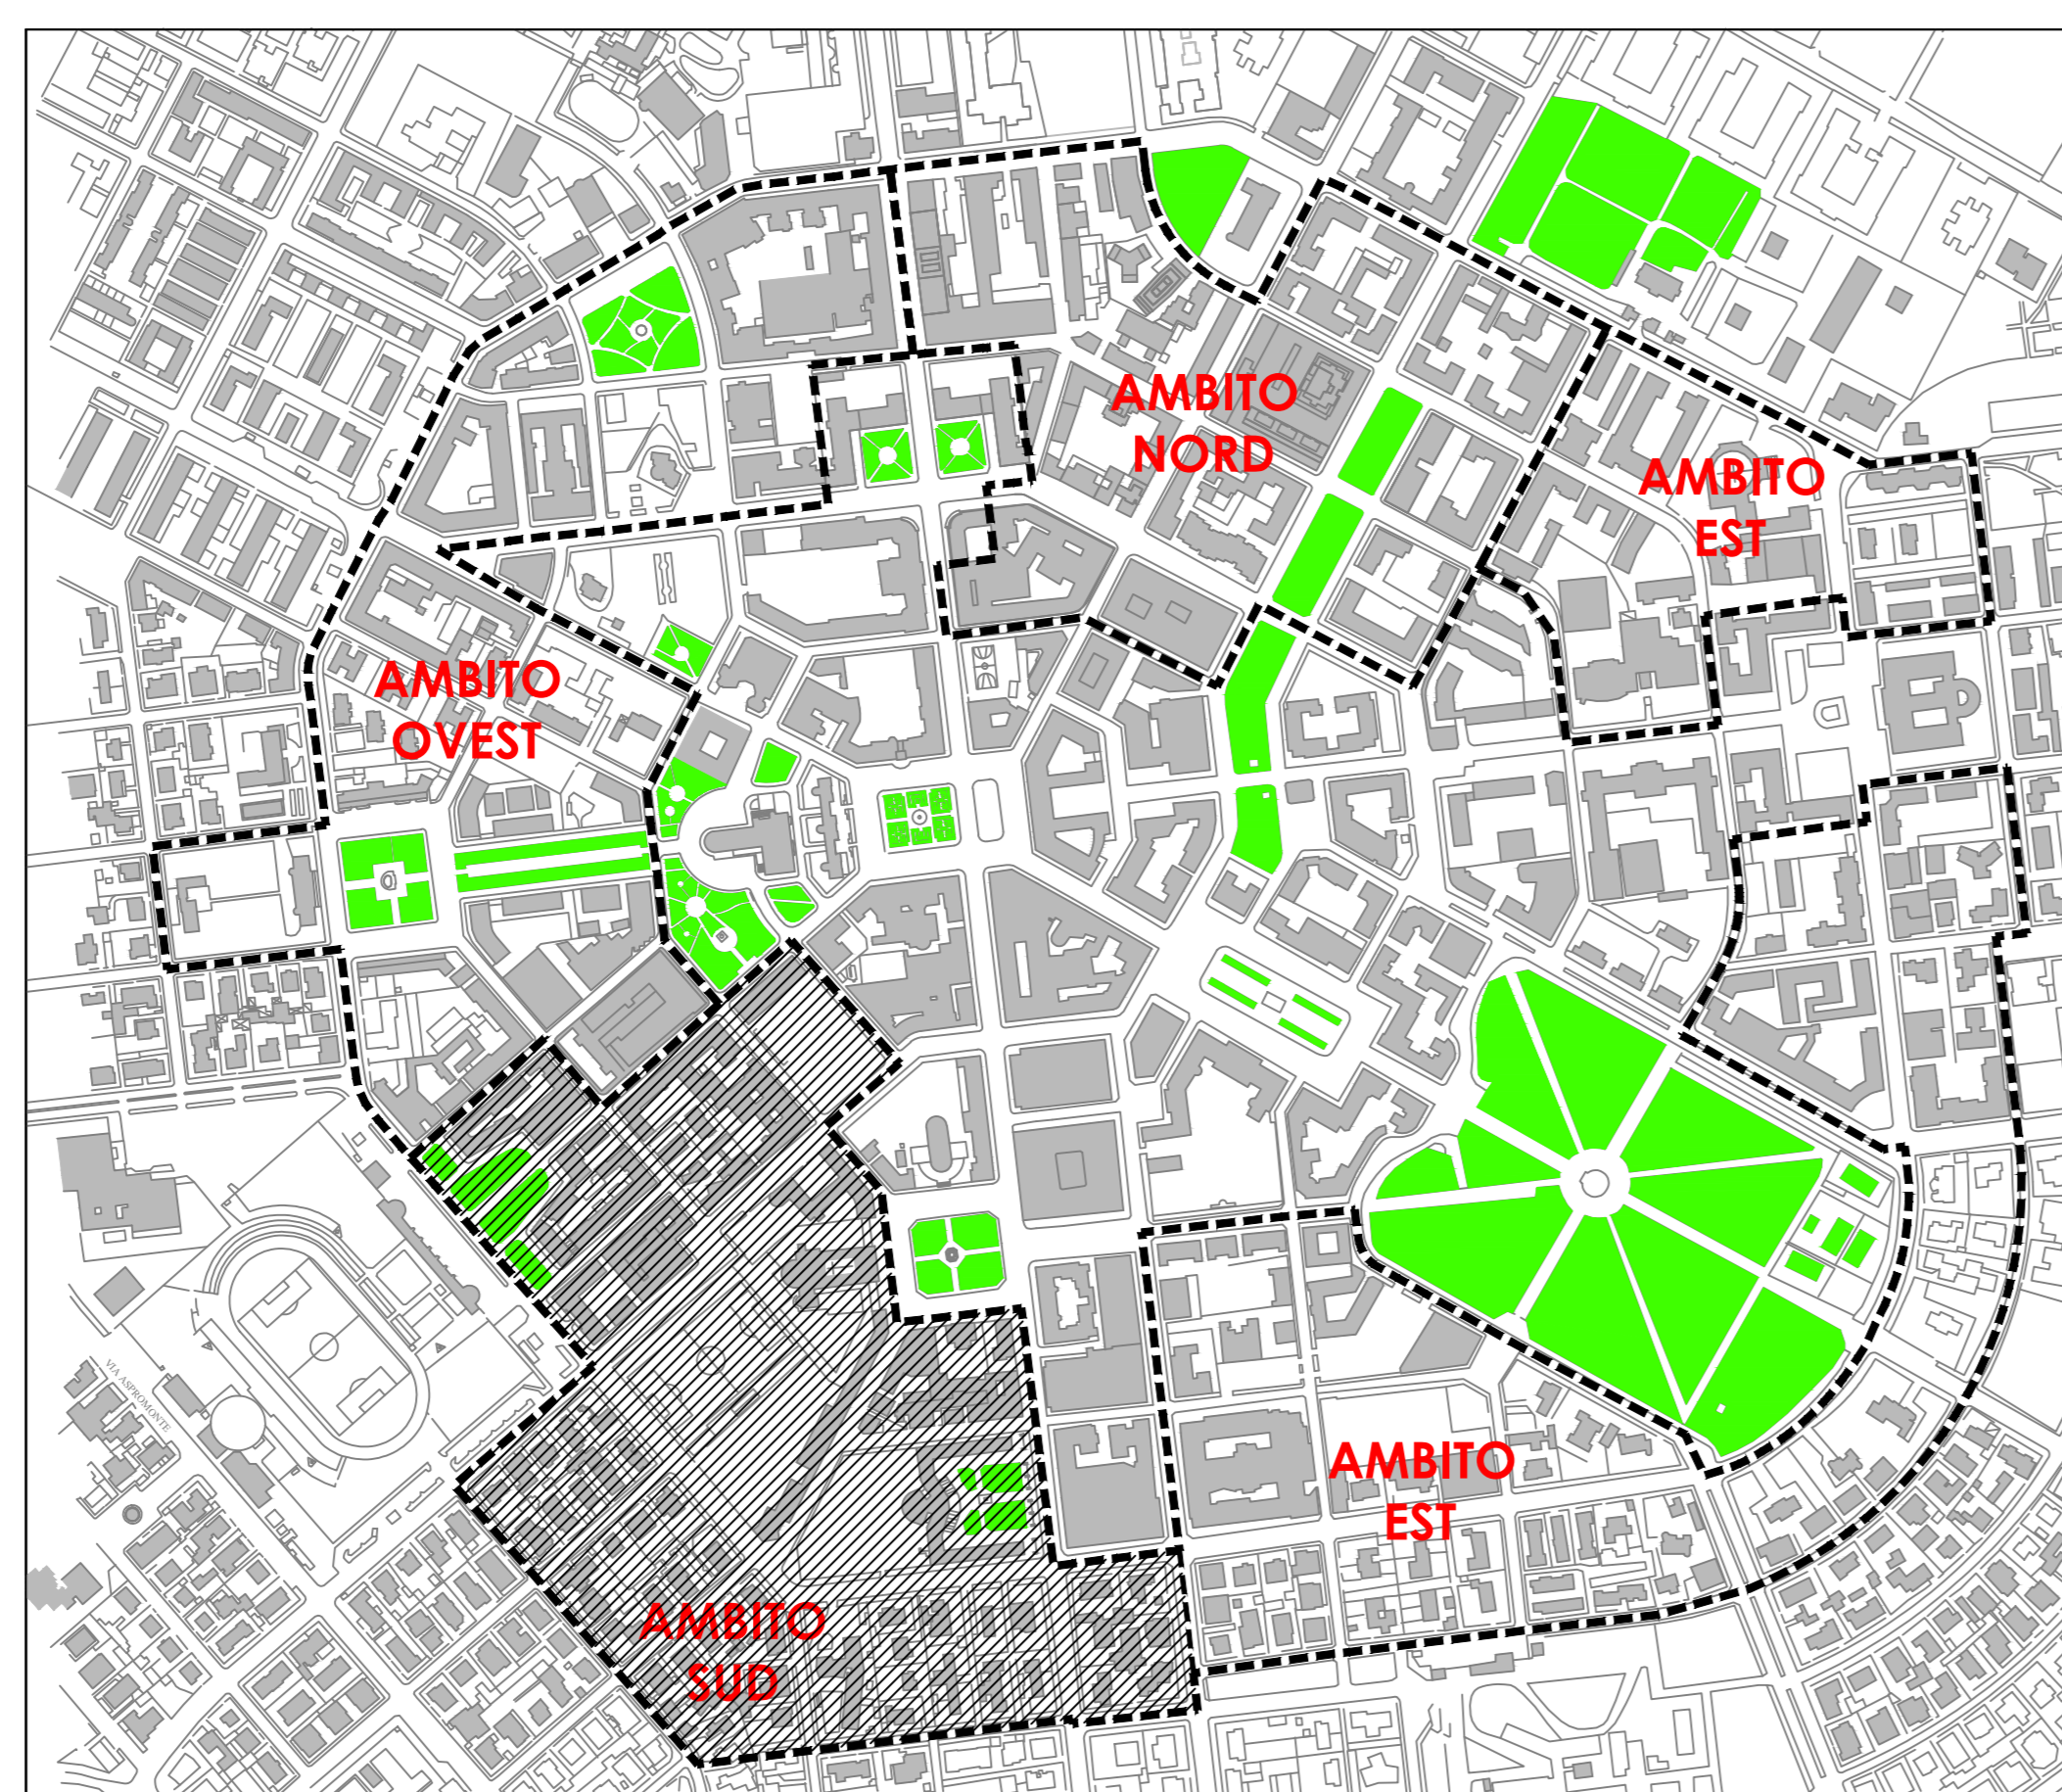 AMBITO
NORD
AMBITO
EST
AMBITO
OVEST
VIA ASPROMONTE
AMBITO
EST
AMBITO
SUD